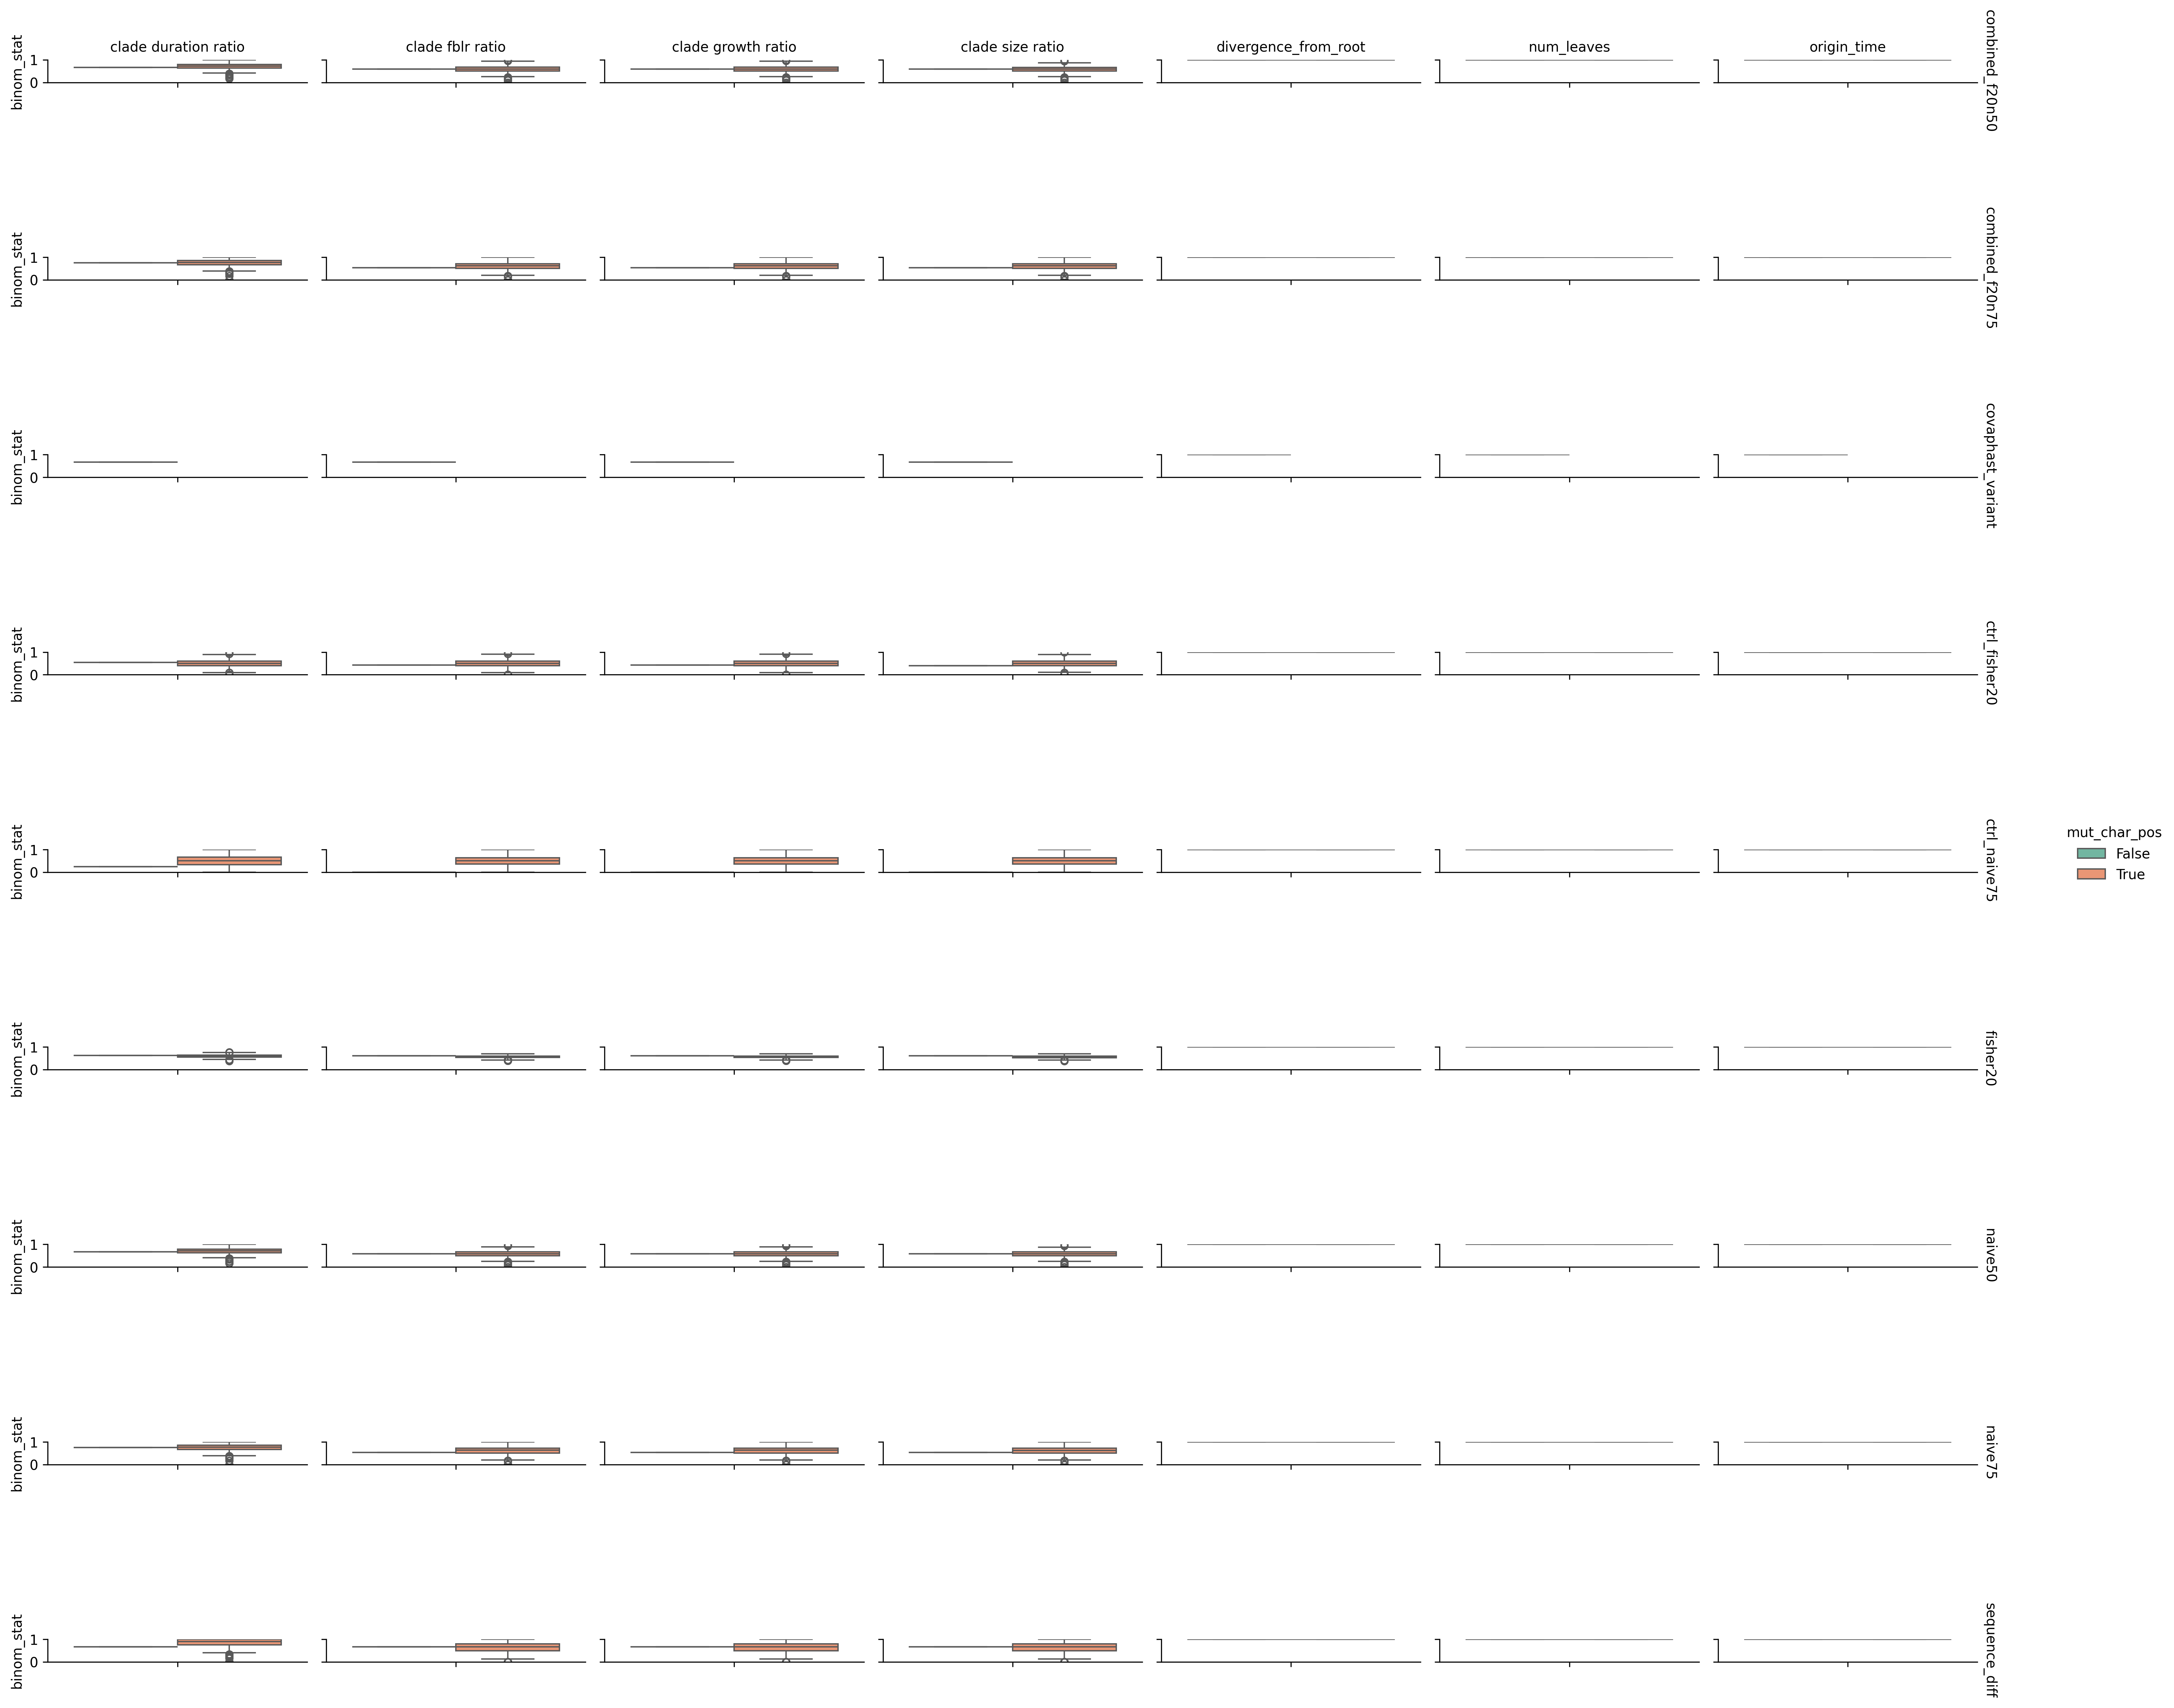 clade duration ratio
clade fblr ratio
clade growth ratio
clade size ratio
divergence_from_root
num_leaves
origin_time
binom_stat
1
0
combined_f20n50
binom_stat
1
0
combined_f20n75
binom_stat
1
0
covaphast_variant
binom_stat
1
0
ctrl_fisher20
binom_stat
1
0
ctrl_naive75
mut_char_pos
False
True
binom_stat
1
0
fisher20
binom_stat
1
0
naive50
binom_stat
1
0
naive75
binom_stat
1
0
sequence_diff